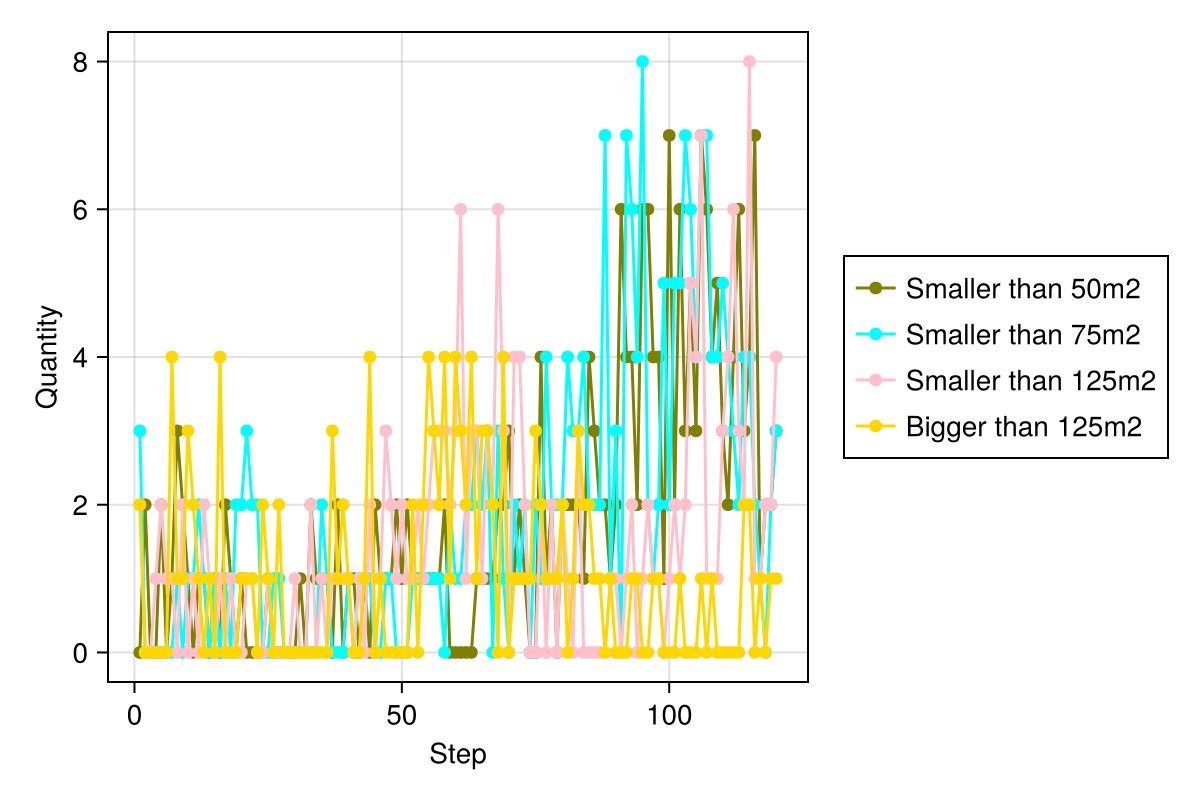 8
6
4
2
0
Quantity
0 50 100
Step
Smaller than 50m2
Smaller than 75m2
Smaller than 125m2
Bigger than 125m2